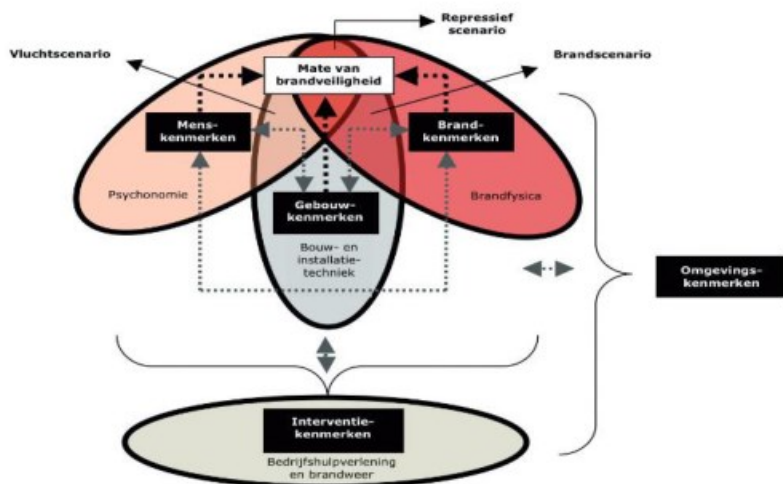 Repressief
scenario
Vluchtscenario
Brandscenario
Mate van
brandveiligheid
Mens-
kenmerken
Brand-
kenmerken
Psychonomie
Gebouw-
kenmerken
Brandfysica
Bouw- en
installatie-
techniek
Omgevings-
kenmerken
Interventie-
kenmerken
Bedrijfshulpverlening
en brandweer